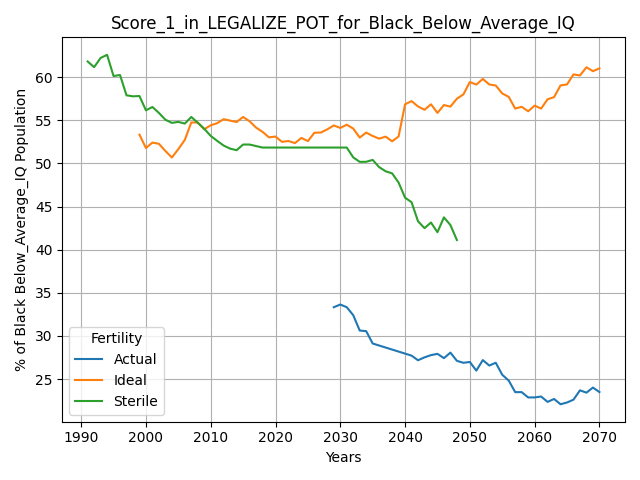 Score_1_in_LEGALIZE_POT_for_Black_Below_Average_IQ
% of Black Below_Average_IQ Population
60
55
50
45
40
35
30
25
Fertility
Actual
Ideal
Sterile
1990 2000 2010 2020 2030 2040 2050 2060 2070
Years